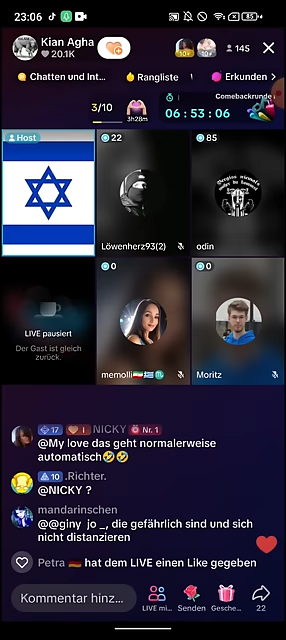 23:06
85
Kian Agha
20.1K
10+
10+
145
Chatten und Int...
Rangliste
Erkunden
3/10
3h28m
Comebackrunde
06 : 53 : 06
Host
22
85
Löwenherz93(2)
odin
LIVE pausiert
Der Gast ist gleich
zurück.
0
0
memolli
Moritz
17 I NICKY Nr. 1
@My love das geht normalerweise
automatisch🤣🤣
10 .Richter.
@NICKY ?
mandarinschen
@@giny jo _, die gefährlich sind und sich
nicht distanzieren
Petra 🇩🇪 hat dem LIVE einen Like gegeben
Kommentar hinz...
LIVE mi...
Senden
Gesche...
22